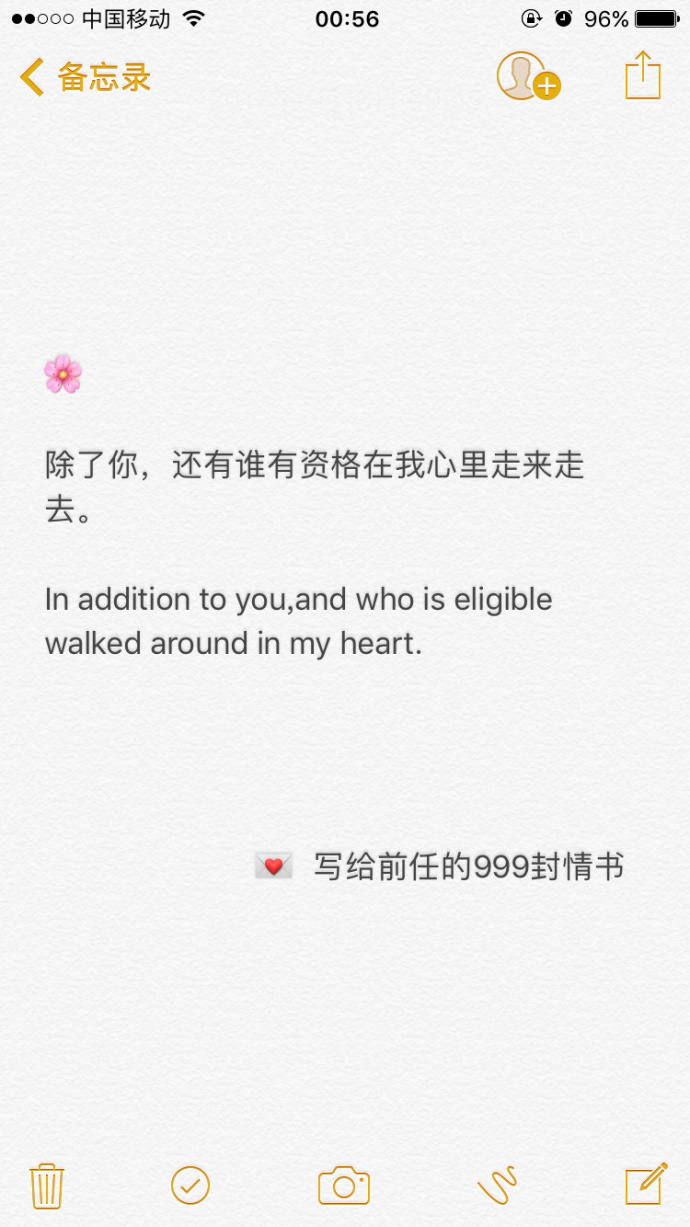 中国移动 00:56 96%
备忘录
除了你，还有谁有资格在我心里走来走
去。
In addition to you,and who is eligible
walked around in my heart.
写给前任的999封情书